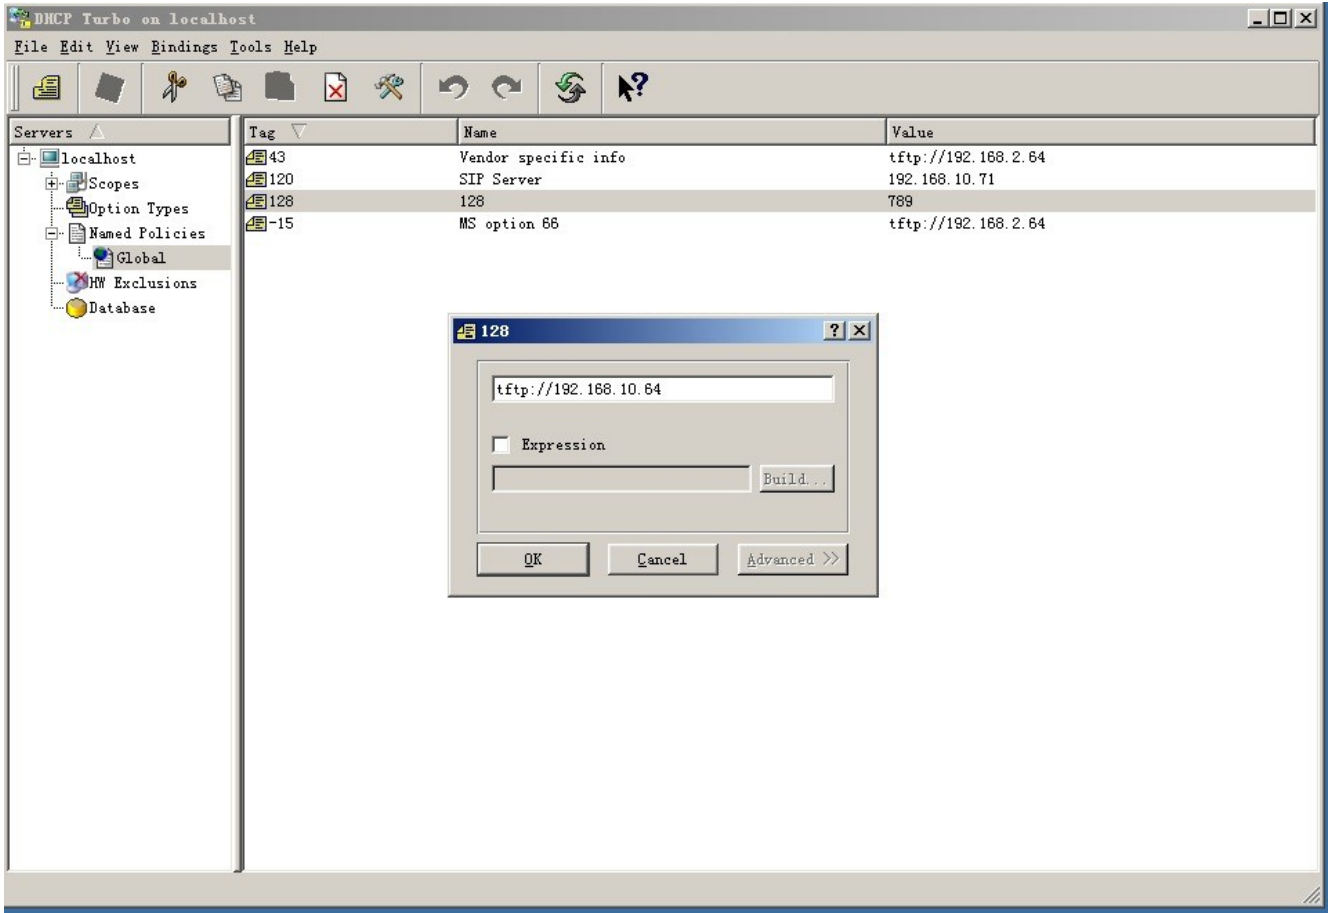 DHCP Turbo on localhost
File Edit View Bindings Tools Help
Servers
localhost
Scopes
Option Types
Named Policies
Global
HW Exclusions
Database
Tag Name Value
43 Vendor specific info tftp://192.168.2.64
120 SIP Server 192.168.10.71
128 128 789
-15 MS option 66 tftp://192.168.2.64
128
tftp://192.168.10.64
Expression
Build...
OK Cancel Advanced >>